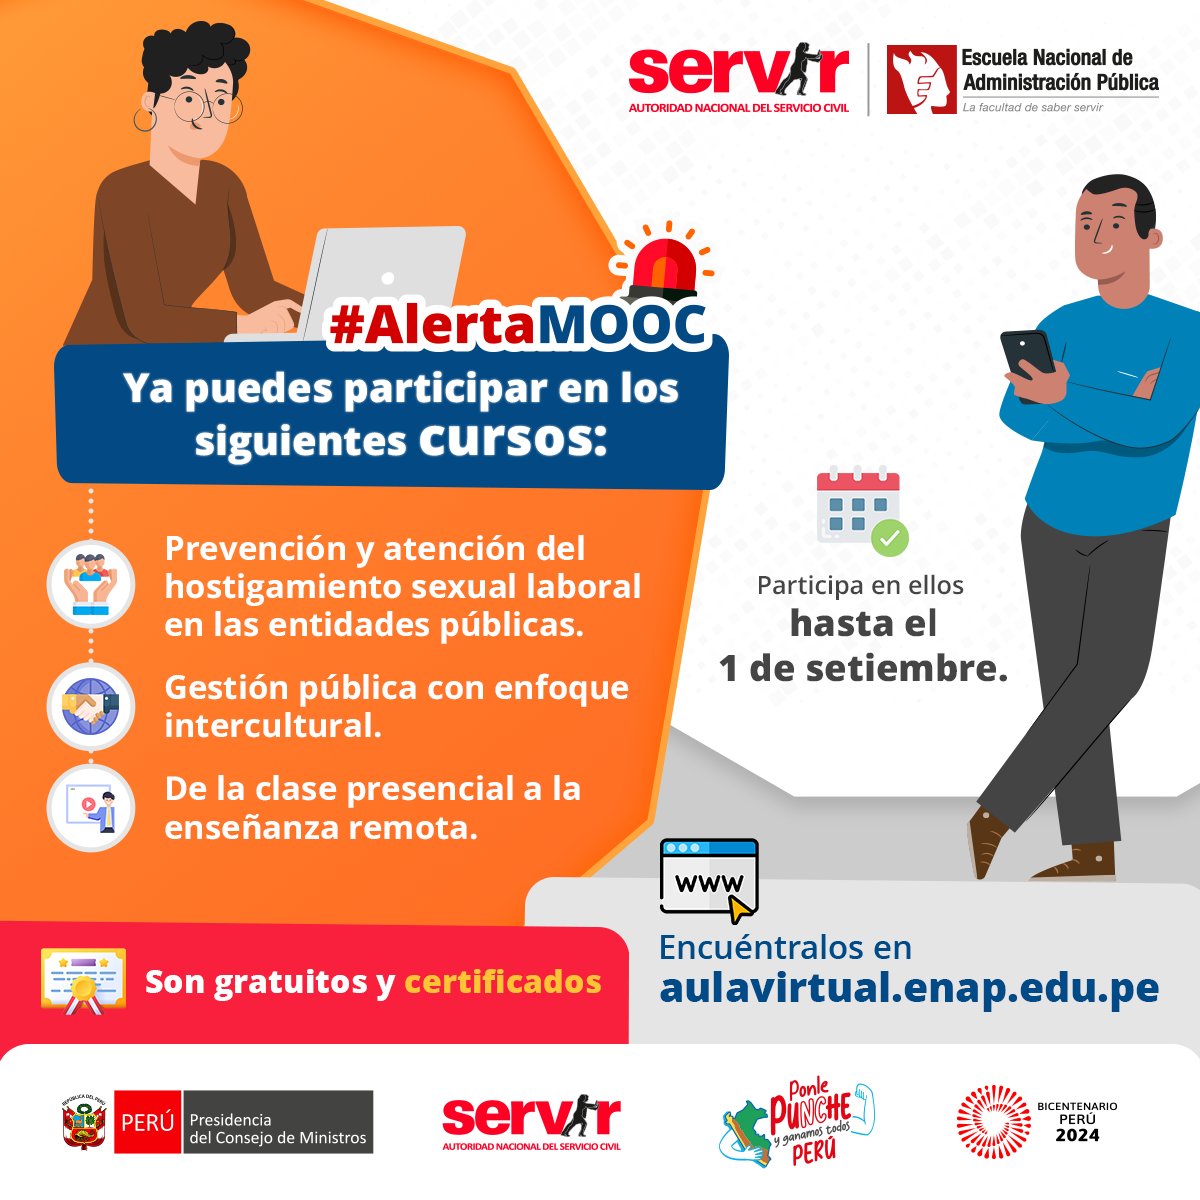 servir
AUTORIDAD NACIONAL DEL SERVICIO CIVIL
Escuela Nacional de
Administración Pública
La facultad de saber servir
#AlertaMOOC
Ya puedes participar en los
siguientes cursos:
Prevención y atención del
hostigamiento sexual laboral
en las entidades públicas.
Gestión pública con enfoque
intercultural.
De la clase presencial a la
enseñanza remota.
Participa en ellos
hasta el
1 de setiembre.
Son gratuitos y certificados
www
Encuéntralos en
aulavirtual.enap.edu.pe
REPÚBLICA DEL PERÚ
PERÚ
Presidencia
del Consejo de Ministros
servir
AUTORIDAD NACIONAL DEL SERVICIO CIVIL
Ponle
PUNCHE
y ganamos todos
PERÚ
BICENTENARIO
PERÚ
2024